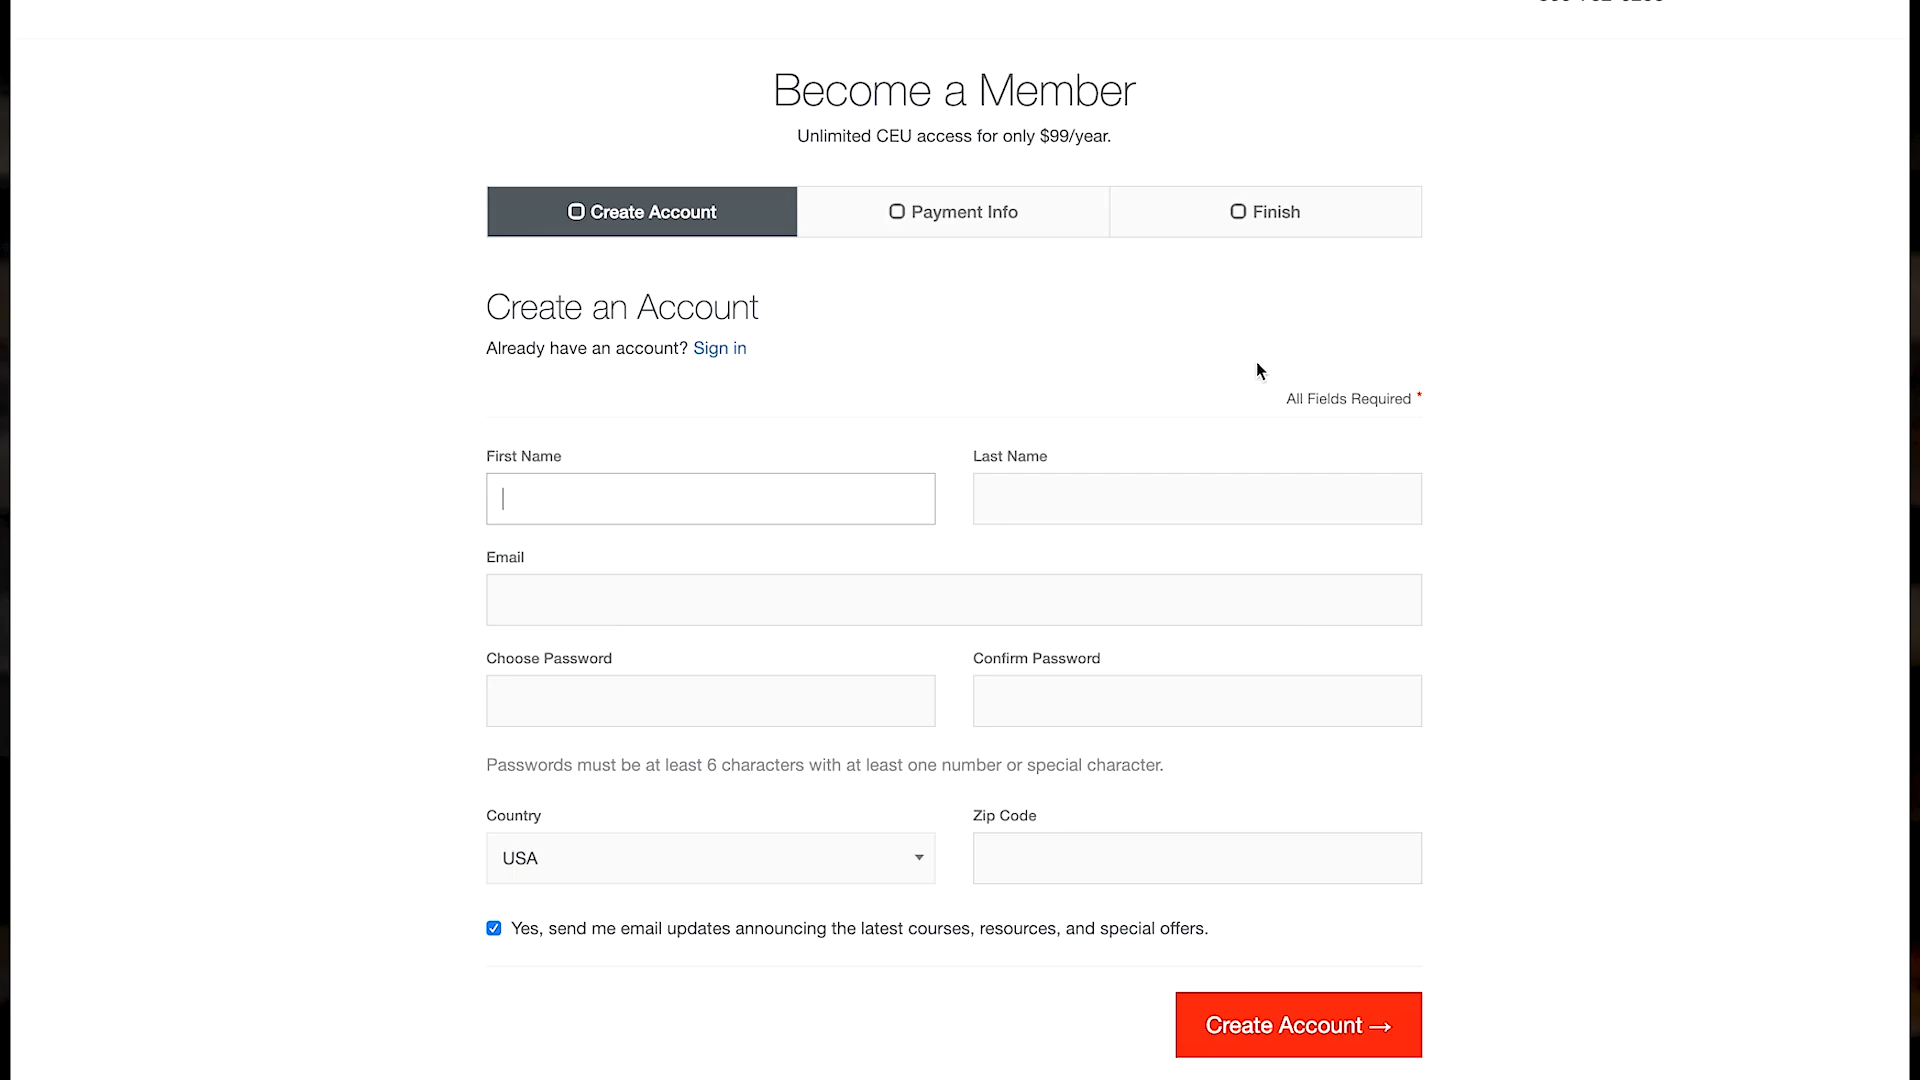 Become a Member
Unlimited CEU access for only $99/year.
Create Account
Payment Info
Finish
Create an Account
Already have an account? Sign in
All Fields Required *
First Name
Last Name
Email
Choose Password
Confirm Password
Passwords must be at least 6 characters with at least one number or special character.
Country
Zip Code
USA
Yes, send me email updates announcing the latest courses, resources, and special offers.
Create Account →